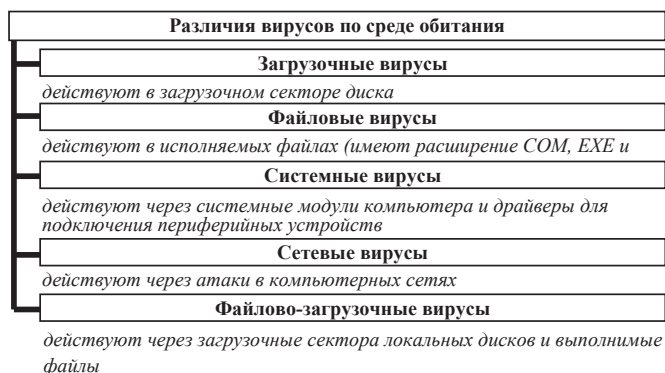 Различия вирусов по среде обитания
Загрузочные вирусы
действуют в загрузочном секторе диска
Файловые вирусы
действуют в исполняемых файлах (имеют расширение COM, EXE и
Системные вирусы
действуют через системные модули компьютера и драйверы для
подключения периферийных устройств
Сетевые вирусы
действуют через атаки в компьютерных сетях
Файлово-загрузочные вирусы
действуют через загрузочные сектора локальных дисков и выполнимые
файлы